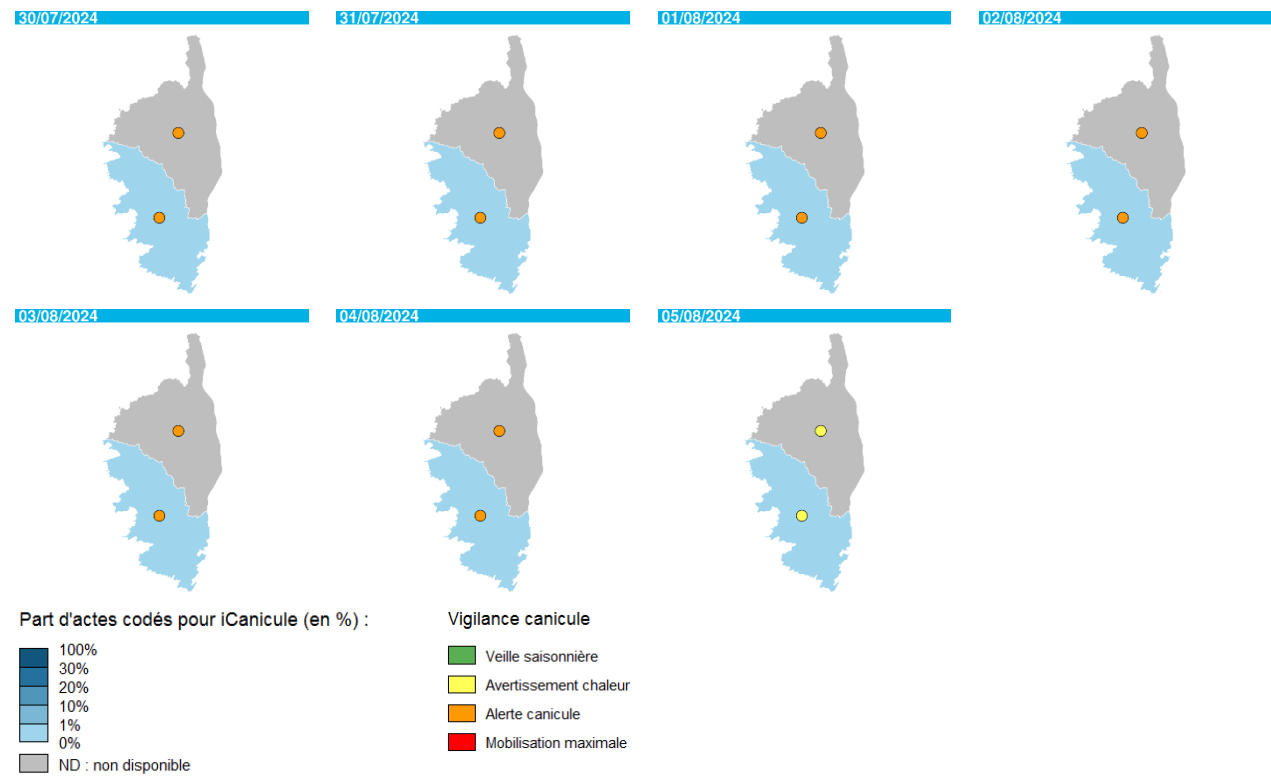 30/07/2024
31/07/2024
01/08/2024
02/08/2024
03/08/2024
04/08/2024
05/08/2024
Part d'actes codés pour iCanicule (en %) :
100%
30%
20%
10%
1%
0%
ND : non disponible
Vigilance canicule
Veille saisonnière
Avertissement chaleur
Alerte canicule
Mobilisation maximale